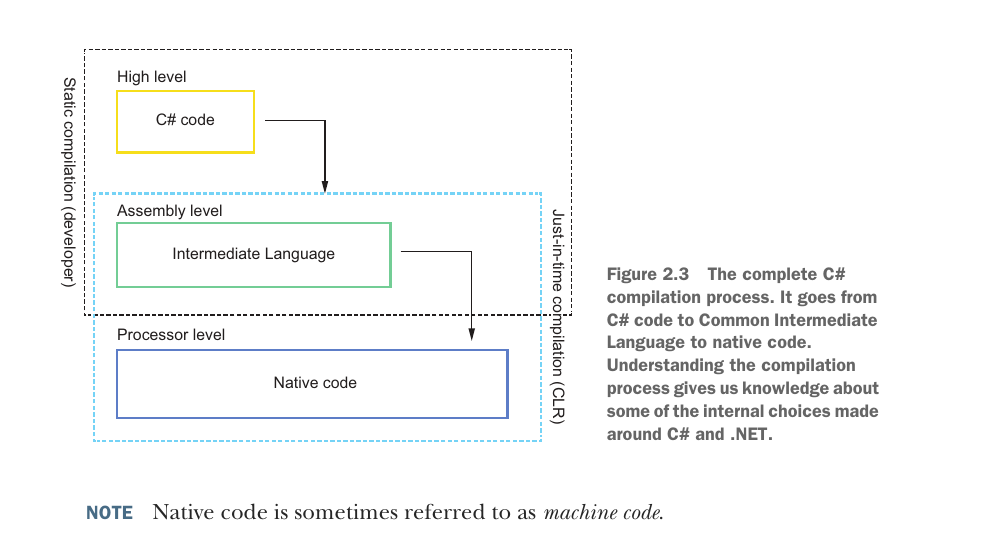 Static compilation (developer)
High level
C# code
Assembly level
Intermediate Language
Just-in-time compilation (CLR)
Processor level
Native code
Figure 2.3 The complete C#
compilation process. It goes from
C# code to Common Intermediate
Language to native code.
Understanding the compilation
process gives us knowledge about
some of the internal choices made
around C# and .NET.
NOTE Native code is sometimes referred to as machine code.